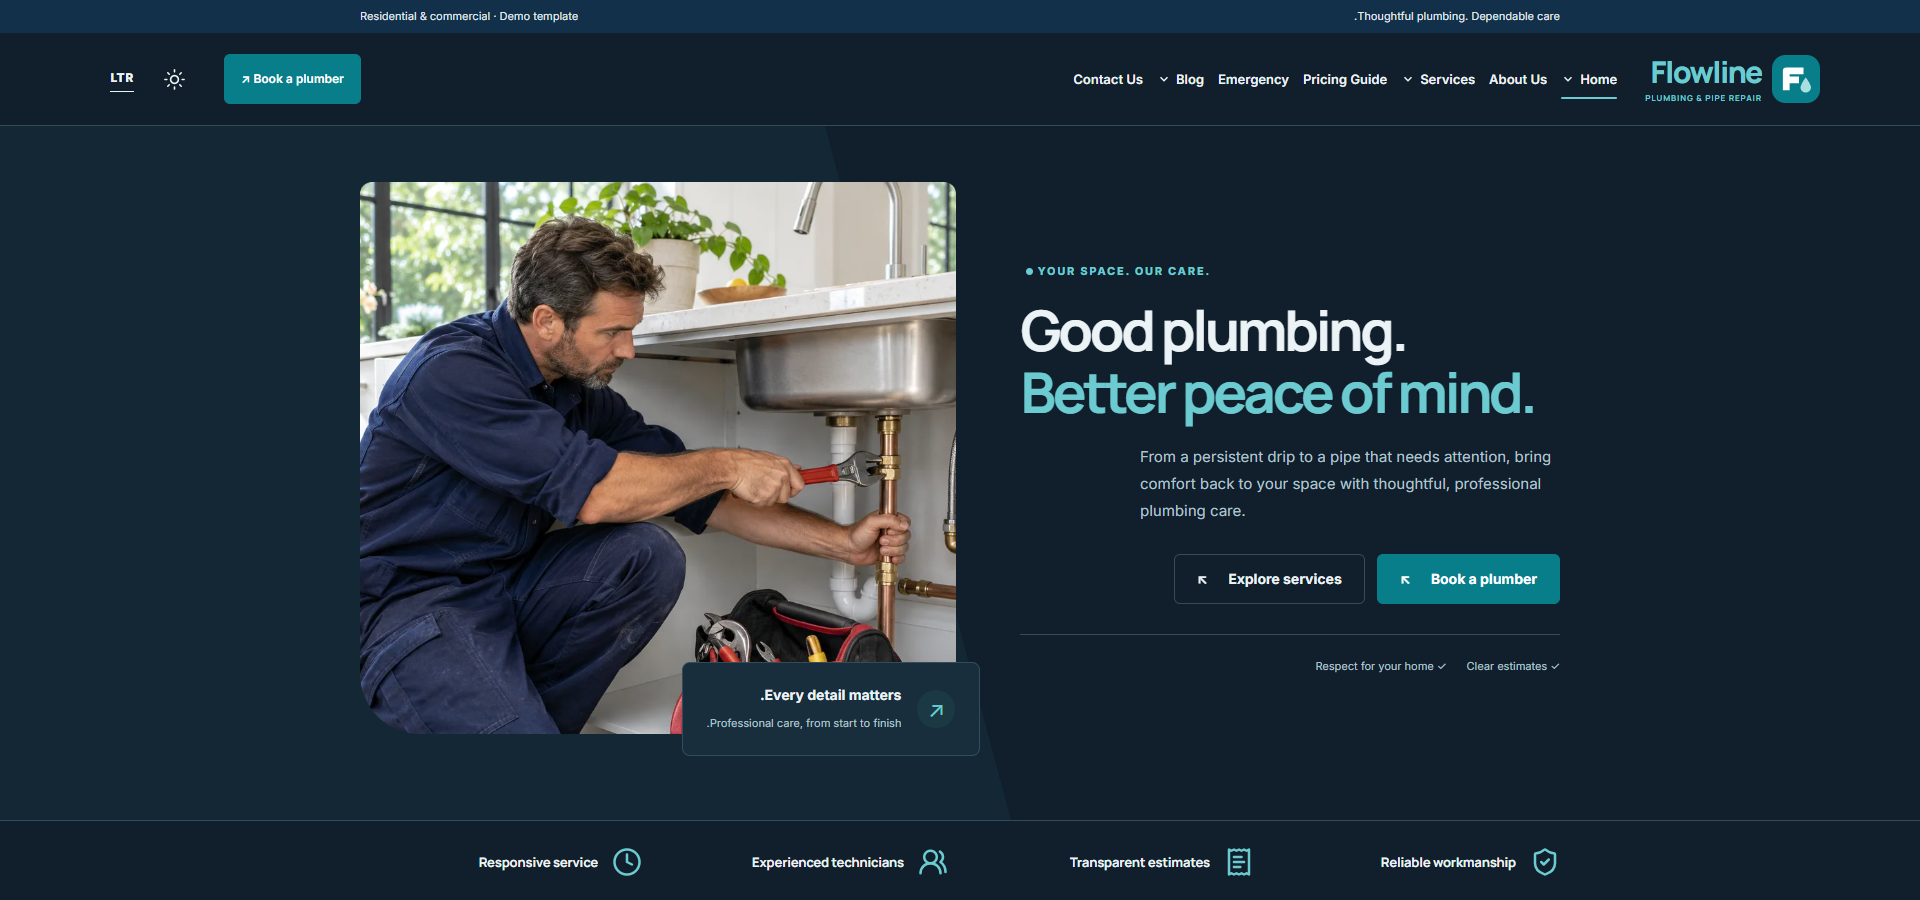 Residential & commercial · Demo template
.Thoughtful plumbing. Dependable care
LTR
Book a plumber
Contact Us
Blog
Emergency
Pricing Guide
Services
About Us
Home
Flowline
PLUMBING & PIPE REPAIR
F
YOUR SPACE. OUR CARE.
Good plumbing.
Better peace of mind.
From a persistent drip to a pipe that needs attention, bring
comfort back to your space with thoughtful, professional
plumbing care.
Explore services
Book a plumber
Respect for your home
Clear estimates
.Every detail matters
.Professional care, from start to finish
Responsive service
Experienced technicians
Transparent estimates
Reliable workmanship